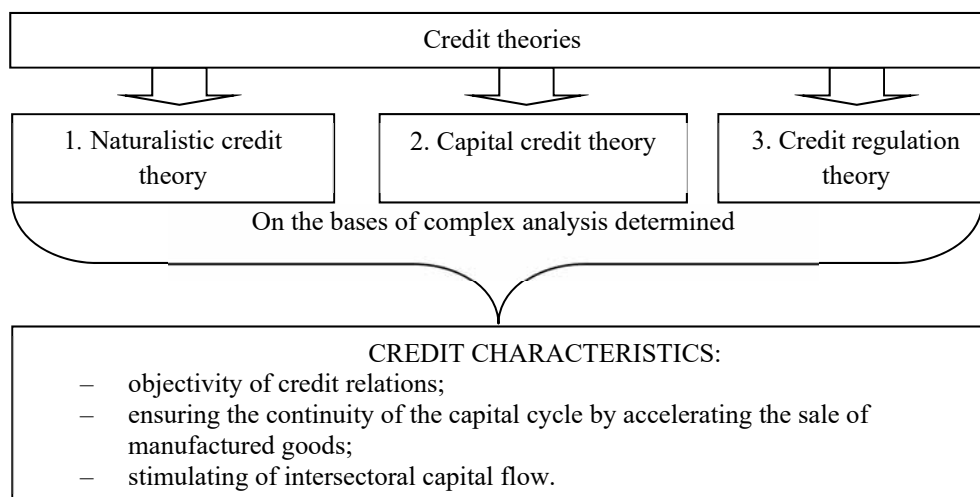 Credit theories
1. Naturalistic credit
theory
2. Capital credit theory
3. Credit regulation
theory
On the bases of complex analysis determined
CREDIT CHARACTERISTICS:
– objectivity of credit relations;
– ensuring the continuity of the capital cycle by accelerating the sale of
manufactured goods;
– stimulating of intersectoral capital flow.